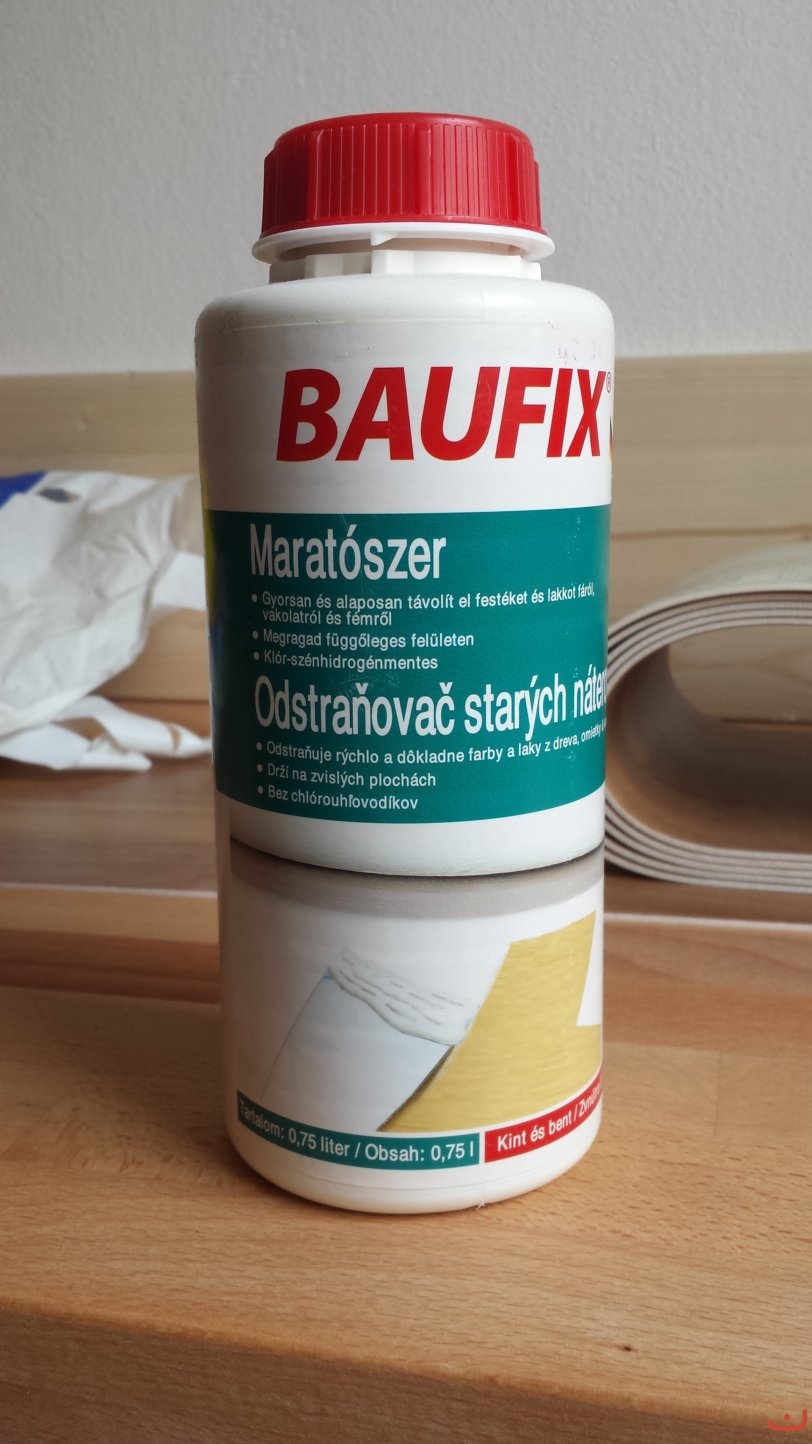 BAUFIX®
Maratószer
• Gyorsan és alaposan távolít el festéket és lakkot fáról,
vakolatról és fémről
• Megragad függőleges felületen
• Klór-szénhidrogénmentes
Odstraňovač starých
• Odstraňuje rýchlo a dôkladne farby a laky z dreva, omietky
• Drží na zvislých plochách
• Bez chlórouhľovodíkov
Tartalom: 0,75 liter / Obsah: 0,75 l
Kint és bent /